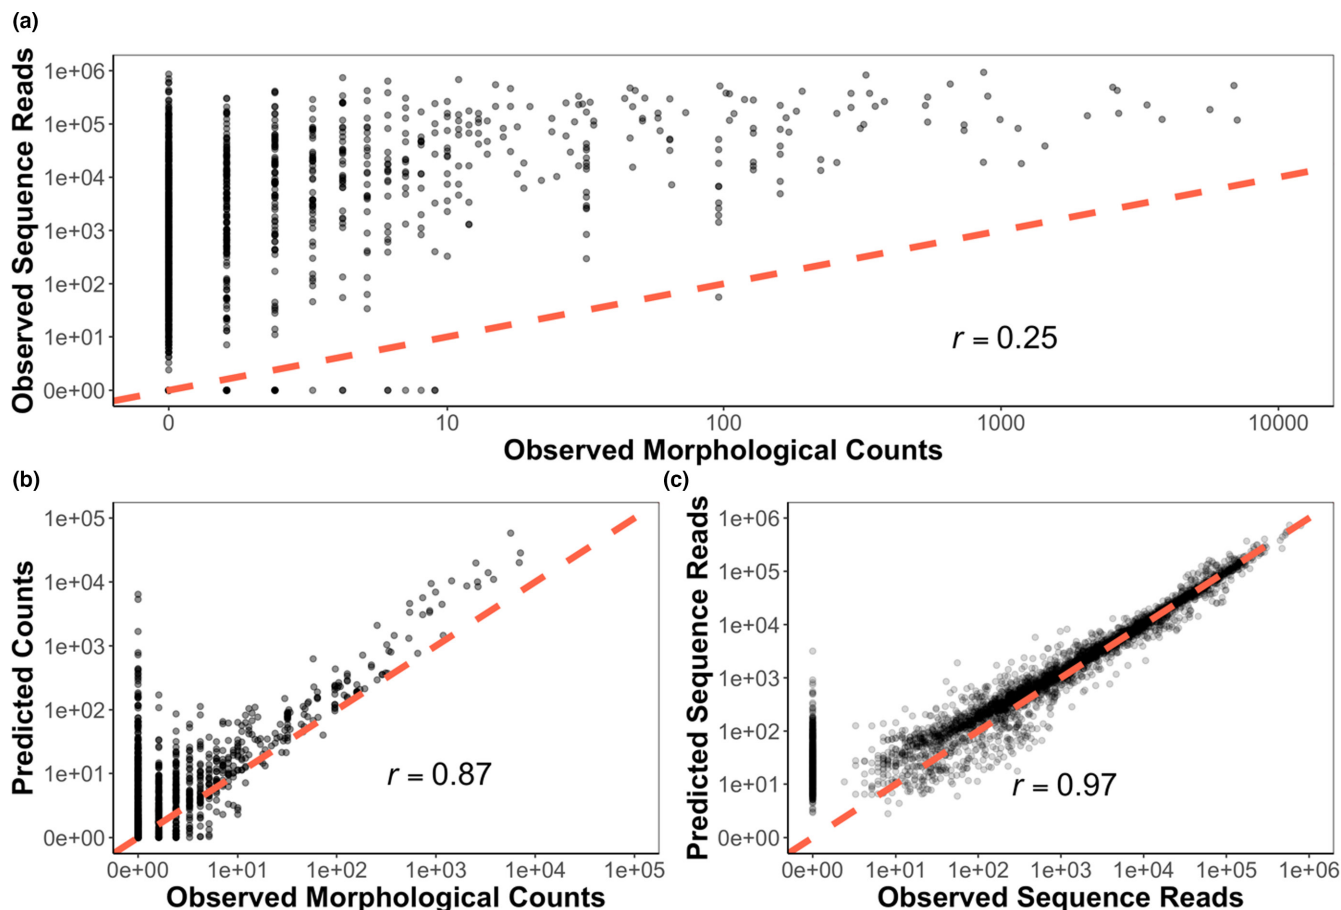 (a)
Observed Sequence Reads
1e+06
1e+05
1e+04
1e+03
1e+02
1e+01
0e+00
r = 0.25
0 10 100 1000 10000
Observed Morphological Counts
(b)
Predicted Counts
1e+05
1e+04
1e+03
1e+02
1e+01
0e+00
r = 0.87
0e+00 1e+01 1e+02 1e+03 1e+04 1e+05
Observed Morphological Counts
(c)
Predicted Sequence Reads
1e+06
1e+05
1e+04
1e+03
1e+02
1e+01
0e+00
r = 0.97
0e+00 1e+01 1e+02 1e+03 1e+04 1e+05 1e+06
Observed Sequence Reads